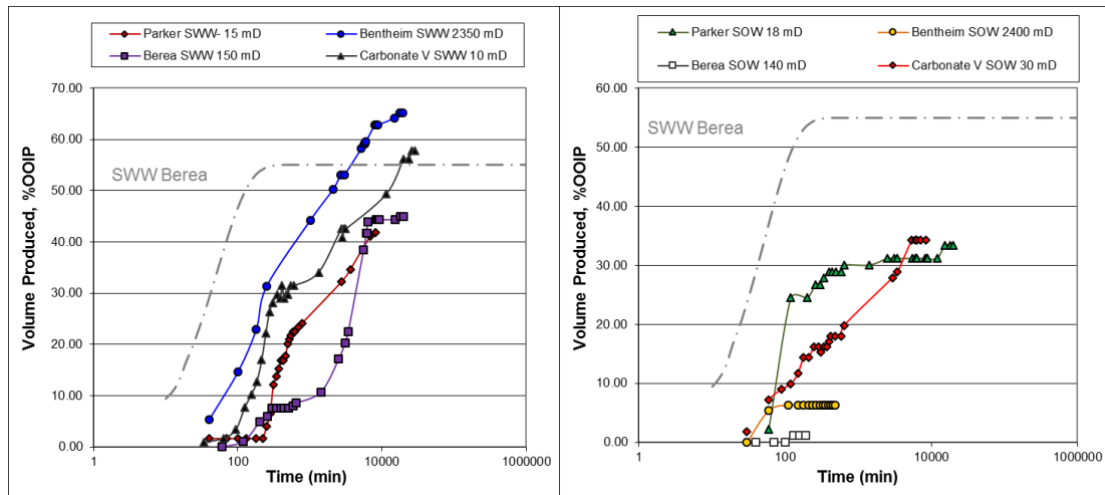 Parker SWW- 15 mD
Bentheim SWW 2350 mD
Berea SWW 150 mD
Carbonate V SWW 10 mD
70.00
60.00
50.00
40.00
30.00
20.00
10.00
0.00
Volume Produced, %OOIP
SWW Berea
1
100
10000
1000000
Time (min)
Parker SOW 18 mD
Bentheim SOW 2400 mD
Berea SOW 140 mD
Carbonate V SOW 30 mD
60.00
50.00
40.00
30.00
20.00
10.00
0.00
Volume Produced, %OOIP
SWW Berea
1
100
10000
1000000
Time (min)